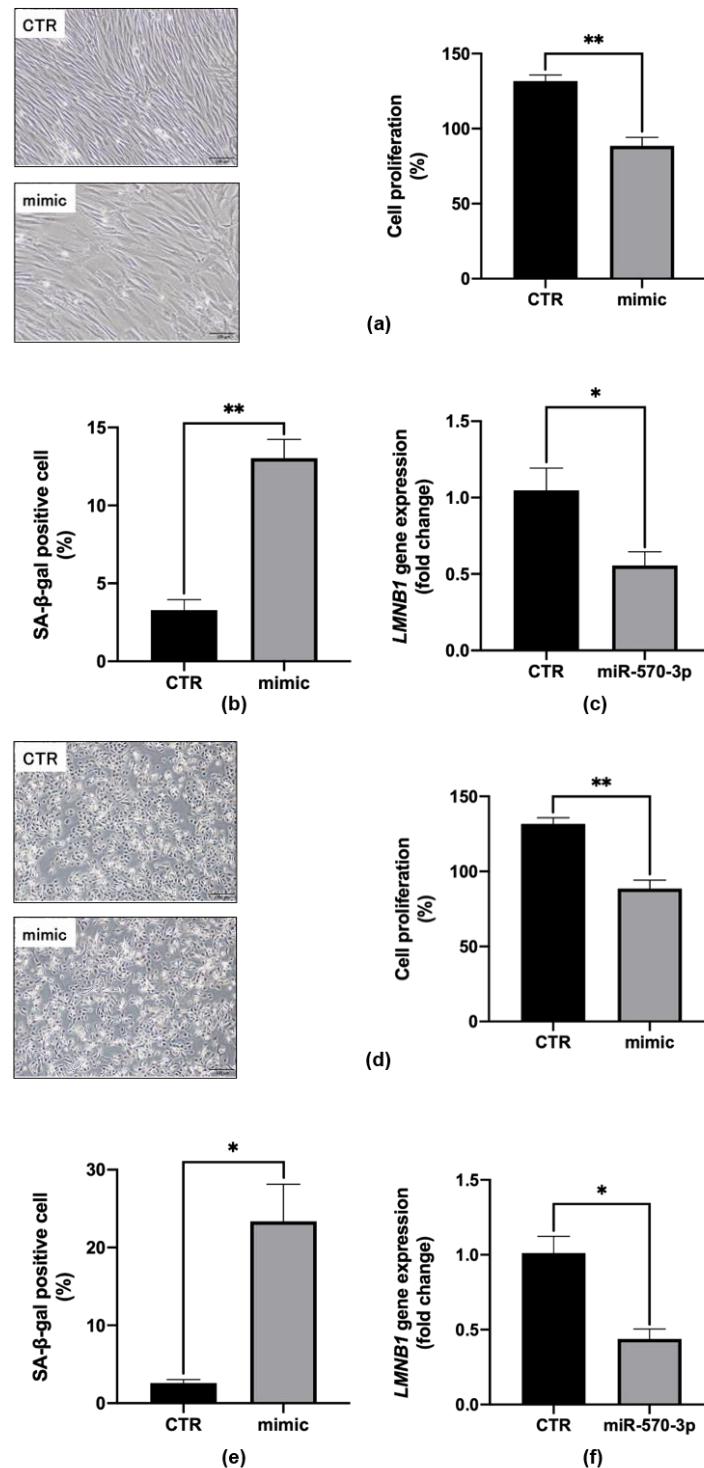 CTR
mimic
**
150
100
50
0
Cell proliferation
(%)
CTR
mimic
(a)
**
15
10
5
0
SA-β-gal positive cell
(%)
CTR
mimic
(b)
*
1.5
1.0
0.5
0.0
LMNB1 gene expression
(fold change)
CTR
miR-570-3p
(c)
CTR
mimic
**
150
100
50
0
Cell proliferation
(%)
CTR
mimic
(d)
*
30
20
10
0
SA-β-gal positive cell
(%)
CTR
mimic
(e)
*
1.5
1.0
0.5
0.0
LMNB1 gene expression
(fold change)
CTR
miR-570-3p
(f)